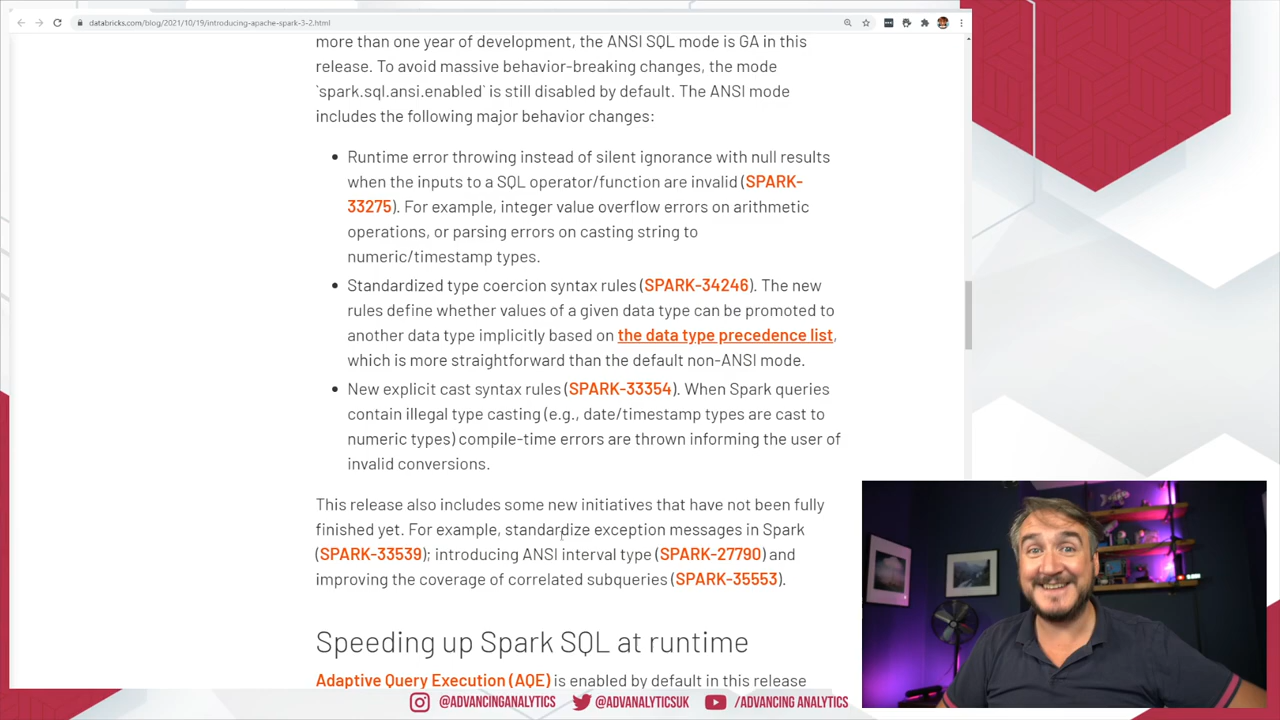 databricks.com/blog/2021/10/19/introducing-apache-spark-3-2.html
more than one year of development, the ANSI SQL mode is GA in this
release. To avoid massive behavior-breaking changes, the mode
`spark.sql.ansi.enabled` is still disabled by default. The ANSI mode
includes the following major behavior changes:
• Runtime error throwing instead of silent ignorance with null results
when the inputs to a SQL operator/function are invalid (SPARK-
33275). For example, integer value overflow errors on arithmetic
operations, or parsing errors on casting string to
numeric/timestamp types.
• Standardized type coercion syntax rules (SPARK-34246). The new
rules define whether values of a given data type can be promoted to
another data type implicitly based on the data type precedence list,
which is more straightforward than the default non-ANSI mode.
• New explicit cast syntax rules (SPARK-33354). When Spark queries
contain illegal type casting (e.g., date/timestamp types are cast to
numeric types) compile-time errors are thrown informing the user of
invalid conversions.
This release also includes some new initiatives that have not been fully
finished yet. For example, standardize exception messages in Spark
(SPARK-33539); introducing ANSI interval type (SPARK-27790) and
improving the coverage of correlated subqueries (SPARK-35553).
Speeding up Spark SQL at runtime
Adaptive Query Execution (AQE) is enabled by default in this release
@ADVANCINGANALYTICS @ADVANALYTICSUK /ADVANCING ANALYTICS